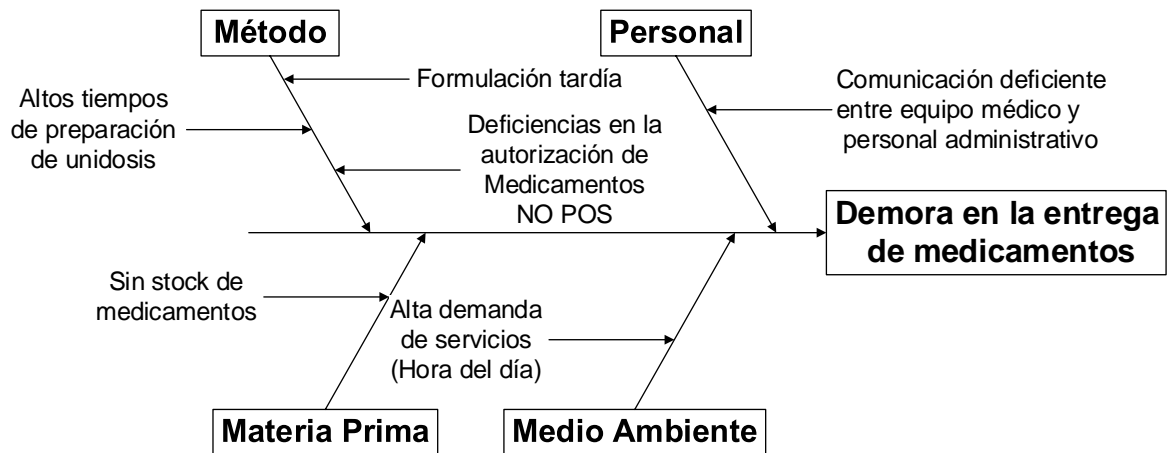 Método
Personal
Formulación tardía
Altos tiempos
de preparación
de unidosis
Deficiencias en la
autorización de
Medicamentos
NO POS
Comunicación deficiente
entre equipo médico y
personal administrativo
Demora en la entrega
de medicamentos
Sin stock de
medicamentos
Alta demanda
de servicios
(Hora del día)
Materia Prima
Medio Ambiente